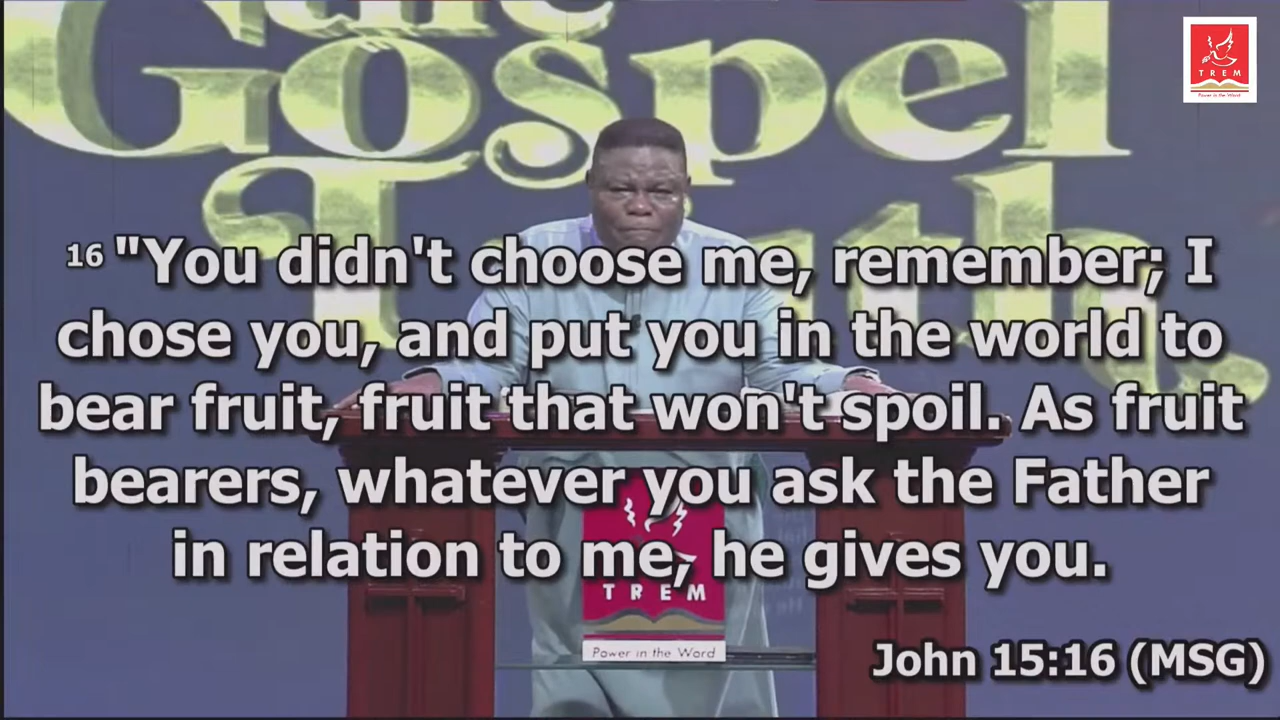 the
Gospel
Truth
TREM
Power in the Word
16 "You didn't choose me, remember; I
chose you, and put you in the world to
bear fruit, fruit that won't spoil. As fruit
bearers, whatever you ask the Father
in relation to me, he gives you.
TREM
Power in the Word
John 15:16 (MSG)